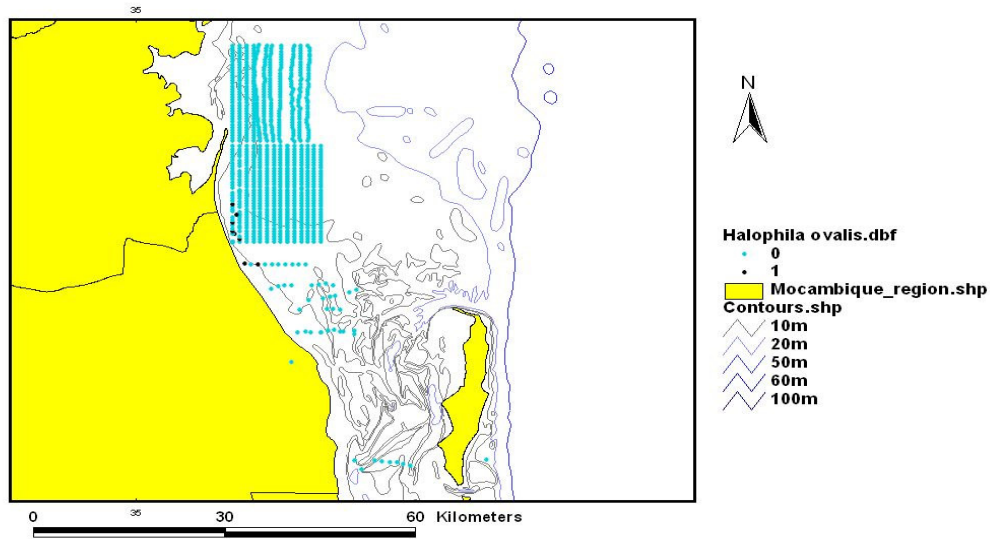 35
N
Halophila ovalis.dbf
0
1
Mocambique_region.shp
Contours.shp
10m
20m
50m
60m
100m
35
0 30 60 Kilometers